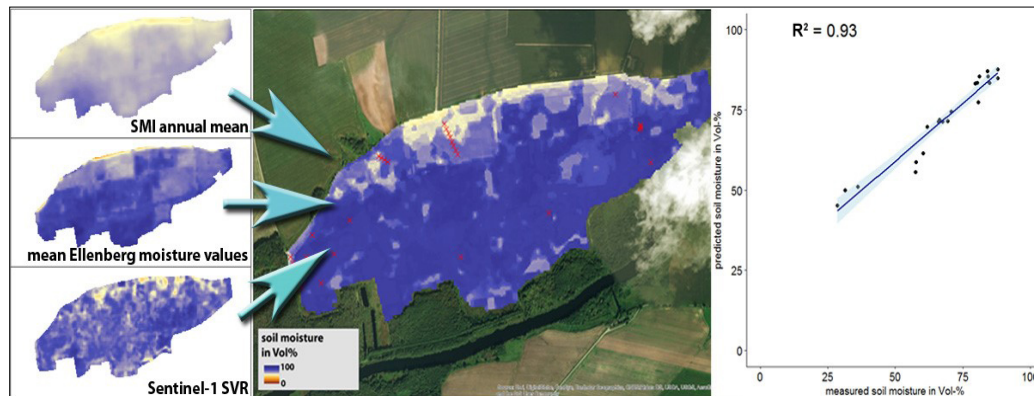 SMI annual mean
mean Ellenberg moisture values
Sentinel-1 SVR
soil moisture
in Vol%
100
0
R² = 0.93
predicted soil moisture in Vol-%
100
75
50
25
0
0 25 50 75 100
measured soil moisture in Vol-%